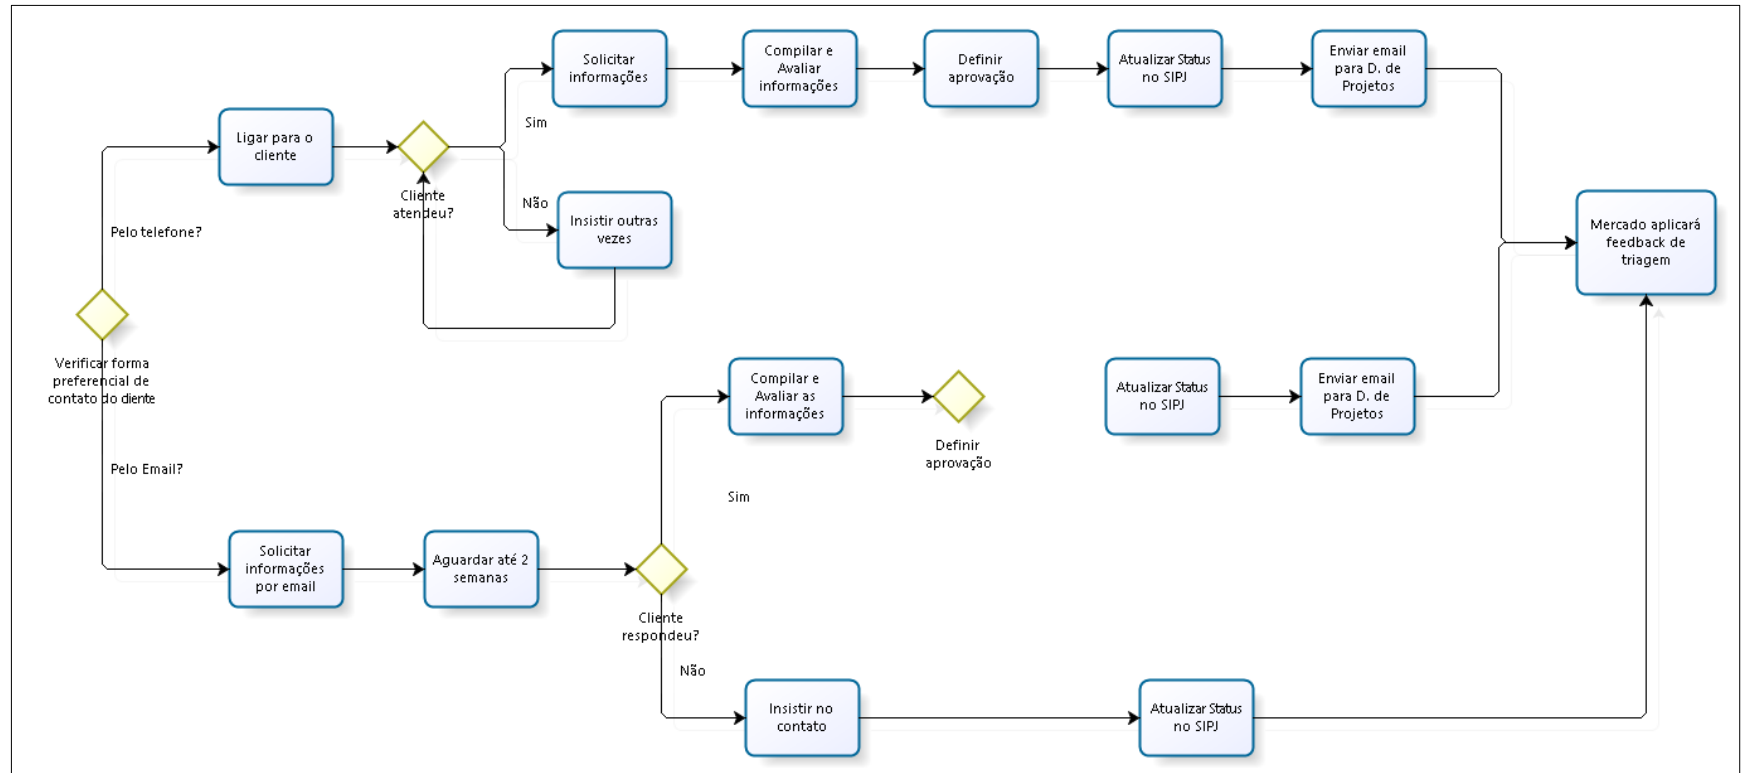 Solicitar
informações
Compilar e
Avaliar
informações
Definir
aprovação
Atualizar Status
no SIPJ
Enviar email
para D. de
Projetos
Sim
Ligar para o
cliente
Cliente
atendeu?
Não
Insistir outras
vezes
Mercado aplicará
feedback de
triagem
Pelo telefone?
Verificar forma
preferencial de
contato do cliente
Compilar e
Avaliar as
informações
Definir
aprovação
Atualizar Status
no SIPJ
Enviar email
para D. de
Projetos
Pelo Email?
Sim
Solicitar
informações
por email
Aguardar até 2
semanas
Cliente
respondeu?
Não
Insistir no
contato
Atualizar Status
no SIPJ